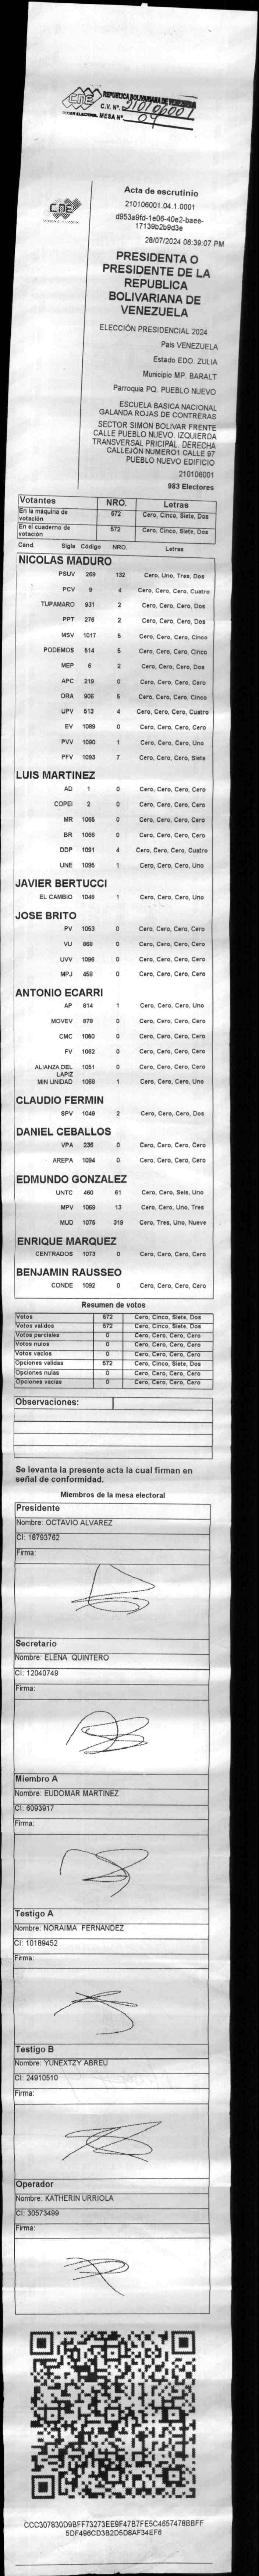 CNE
REPÚBLICA BOLIVARIANA DE VENEZUELA
C.V. Nº. 210106001
MESA Nº 04
CNE
Acta de escrutinio
210106001.04.1.0001
d953a9fd-1e06-40e2-baee-
17139b2b9d3e
28/07/2024 06:39:07 PM
PRESIDENTA O
PRESIDENTE DE LA
REPUBLICA
BOLIVARIANA DE
VENEZUELA
ELECCIÓN PRESIDENCIAL 2024
Pais VENEZUELA
Estado EDO. ZULIA
Municipio MP. BARALT
Parroquia PQ. PUEBLO NUEVO
ESCUELA BASICA NACIONAL
GALANDA ROJAS DE CONTRERAS
SECTOR SIMON BOLIVAR FRENTE
CALLE PUEBLO NUEVO. IZQUIERDA
TRANSVERSAL PRICIPAL. DERECHA
CALLEJÓN NUMERO1 CALLE 97
PUEBLO NUEVO EDIFICIO
210106001
983 Electores
Votantes NRO. Letras
En la máquina de votación 572 Cero, Cinco, Siete, Dos
En el cuaderno de votación 572 Cero, Cinco, Siete, Dos
Cand. Sigla Código NRO. Letras
NICOLAS MADURO
PSUV 269 132 Cero, Uno, Tres, Dos
PCV 9 4 Cero, Cero, Cero, Cuatro
TUPAMARO 931 2 Cero, Cero, Cero, Dos
PPT 276 2 Cero, Cero, Cero, Dos
MSV 1017 5 Cero, Cero, Cero, Cinco
PODEMOS 514 5 Cero, Cero, Cero, Cinco
MEP 6 2 Cero, Cero, Cero, Dos
APC 219 0 Cero, Cero, Cero, Cero
ORA 906 5 Cero, Cero, Cero, Cinco
UPV 513 4 Cero, Cero, Cero, Cuatro
EV 1089 0 Cero, Cero, Cero, Cero
PVV 1090 1 Cero, Cero, Cero, Uno
PFV 1093 7 Cero, Cero, Cero, Siete
LUIS MARTINEZ
AD 1 0 Cero, Cero, Cero, Cero
COPEI 2 0 Cero, Cero, Cero, Cero
MR 1065 0 Cero, Cero, Cero, Cero
BR 1066 0 Cero, Cero, Cero, Cero
DDP 1091 4 Cero, Cero, Cero, Cuatro
UNE 1095 1 Cero, Cero, Cero, Uno
JAVIER BERTUCCI
EL CAMBIO 1048 1 Cero, Cero, Cero, Uno
JOSE BRITO
PV 1053 0 Cero, Cero, Cero, Cero
VU 868 0 Cero, Cero, Cero, Cero
UVV 1096 0 Cero, Cero, Cero, Cero
MPJ 458 0 Cero, Cero, Cero, Cero
ANTONIO ECARRI
AP 814 1 Cero, Cero, Cero, Uno
MOVEV 878 0 Cero, Cero, Cero, Cero
CMC 1050 0 Cero, Cero, Cero, Cero
FV 1052 0 Cero, Cero, Cero, Cero
ALIANZA DEL LAPIZ 1051 0 Cero, Cero, Cero, Cero
MIN UNIDAD 1068 1 Cero, Cero, Cero, Uno
CLAUDIO FERMIN
SPV 1049 2 Cero, Cero, Cero, Dos
DANIEL CEBALLOS
VPA 236 0 Cero, Cero, Cero, Cero
AREPA 1094 0 Cero, Cero, Cero, Cero
EDMUNDO GONZALEZ
UNTC 460 61 Cero, Cero, Seis, Uno
MPV 1069 13 Cero, Cero, Uno, Tres
MUD 1075 319 Cero, Tres, Uno, Nueve
ENRIQUE MARQUEZ
CENTRADOS 1073 0 Cero, Cero, Cero, Cero
BENJAMIN RAUSSEO
CONDE 1092 0 Cero, Cero, Cero, Cero
Resumen de votos
Votos 572 Cero, Cinco, Siete, Dos
Votos validos 572 Cero, Cinco, Siete, Dos
Votos parciales 0 Cero, Cero, Cero, Cero
Votos nulos 0 Cero, Cero, Cero, Cero
Votos vacios 0 Cero, Cero, Cero, Cero
Opciones validas 572 Cero, Cinco, Siete, Dos
Opciones nulas 0 Cero, Cero, Cero, Cero
Opciones vacias 0 Cero, Cero, Cero, Cero
Observaciones:
Se levanta la presente acta la cual firman en
señal de conformidad.
Miembros de la mesa electoral
Presidente
Nombre: OCTAVIO ALVAREZ
CI: 18793762
Firma:
Secretario
Nombre: ELENA QUINTERO
CI: 12040749
Firma:
Miembro A
Nombre: EUDOMAR MARTINEZ
CI: 6093917
Firma:
Testigo A
Nombre: NORAIMA FERNANDEZ
CI: 10189452
Firma:
Testigo B
Nombre: YUNEXTZY ABREU
CI: 24910510
Firma:
Operador
Nombre: KATHERIN URRIOLA
CI: 30573499
Firma:
CCC307830D9BFF73273EE9F47B7FE5C4657478BBFF
5DF496CD3B2D5D8AF34EF6